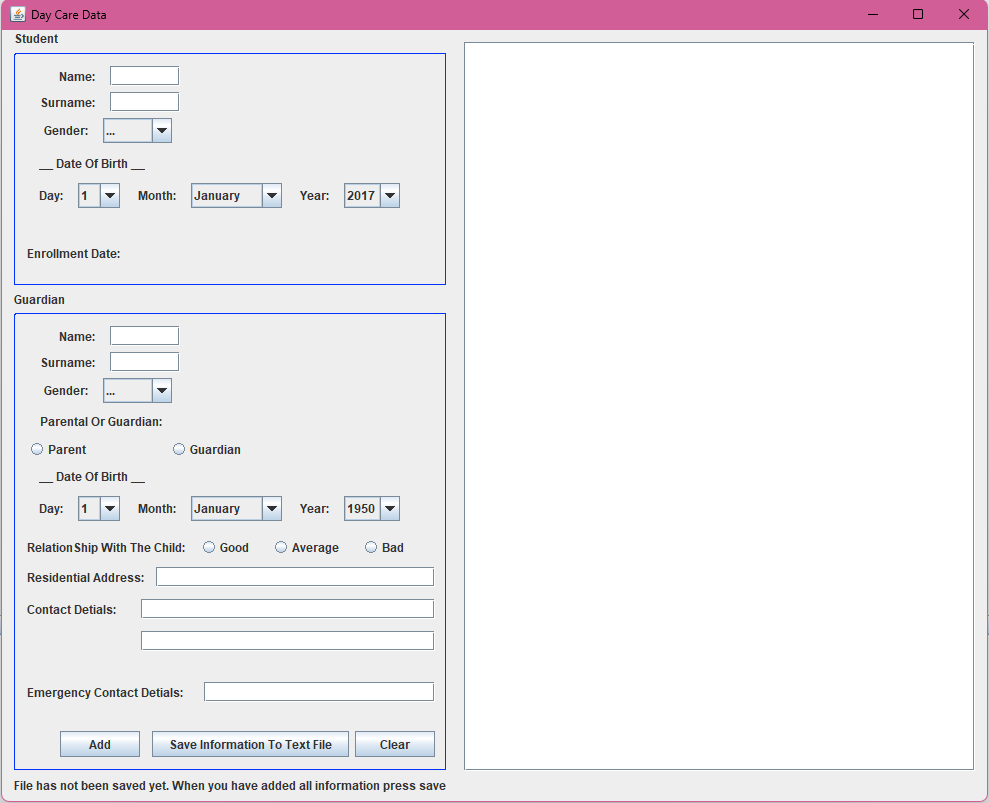 Day Care Data
Student
Name:
Surname:
Gender: ...
__ Date Of Birth __
Day: 1 Month: January Year: 2017
Enrollment Date:
Guardian
Name:
Surname:
Gender: ...
Parental Or Guardian:
Parent Guardian
__ Date Of Birth __
Day: 1 Month: January Year: 1950
RelationShip With The Child: Good Average Bad
Residential Address:
Contact Detials:
Emergency Contact Detials:
Add Save Information To Text File Clear
File has not been saved yet. When you have added all information press save